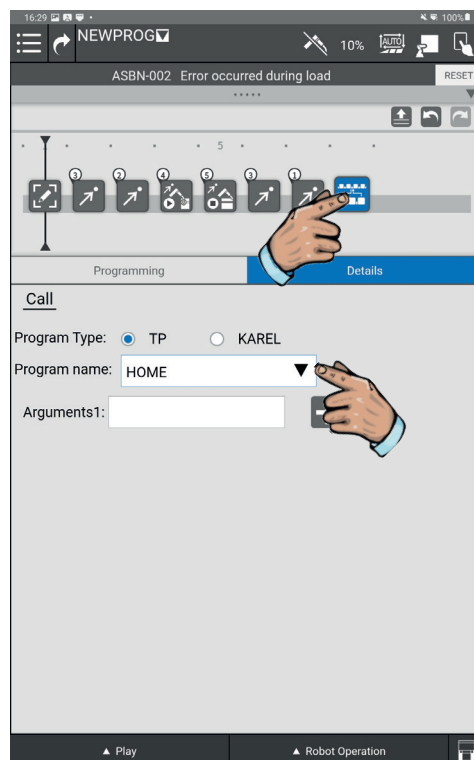 16:29 100%
NEWPROG
10% AUTO
ASBN-002 Error occurred during load RESET
5
3 2 4 5 3 1
Programming Details
Call
Program Type: TP KAREL
Program name: HOME
Arguments1:
▲ Play ▲ Robot Operation